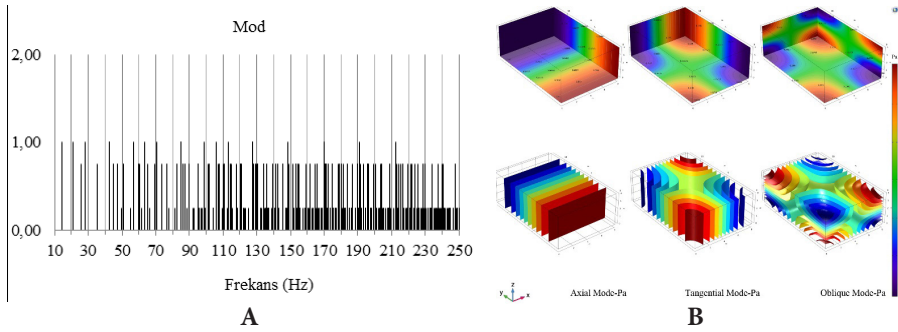 Mod
2,00
1,00
0,00
10 30 50 70 90 110 130 150 170 190 210 230 250
Frekans (Hz)
A
Pa
z
y
x
Axial Mode-Pa
Tangential Mode-Pa
Oblique Mode-Pa
B